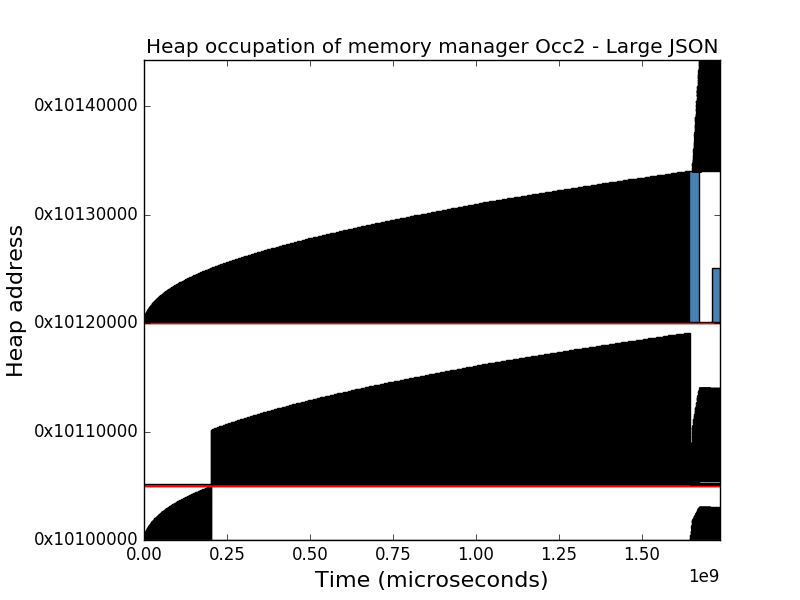 Heap occupation of memory manager Occ2 - Large JSON
Heap address
0x10140000
0x10130000
0x10120000
0x10110000
0x10100000
0.00 0.25 0.50 0.75 1.00 1.25 1.50
1e9
Time (microseconds)